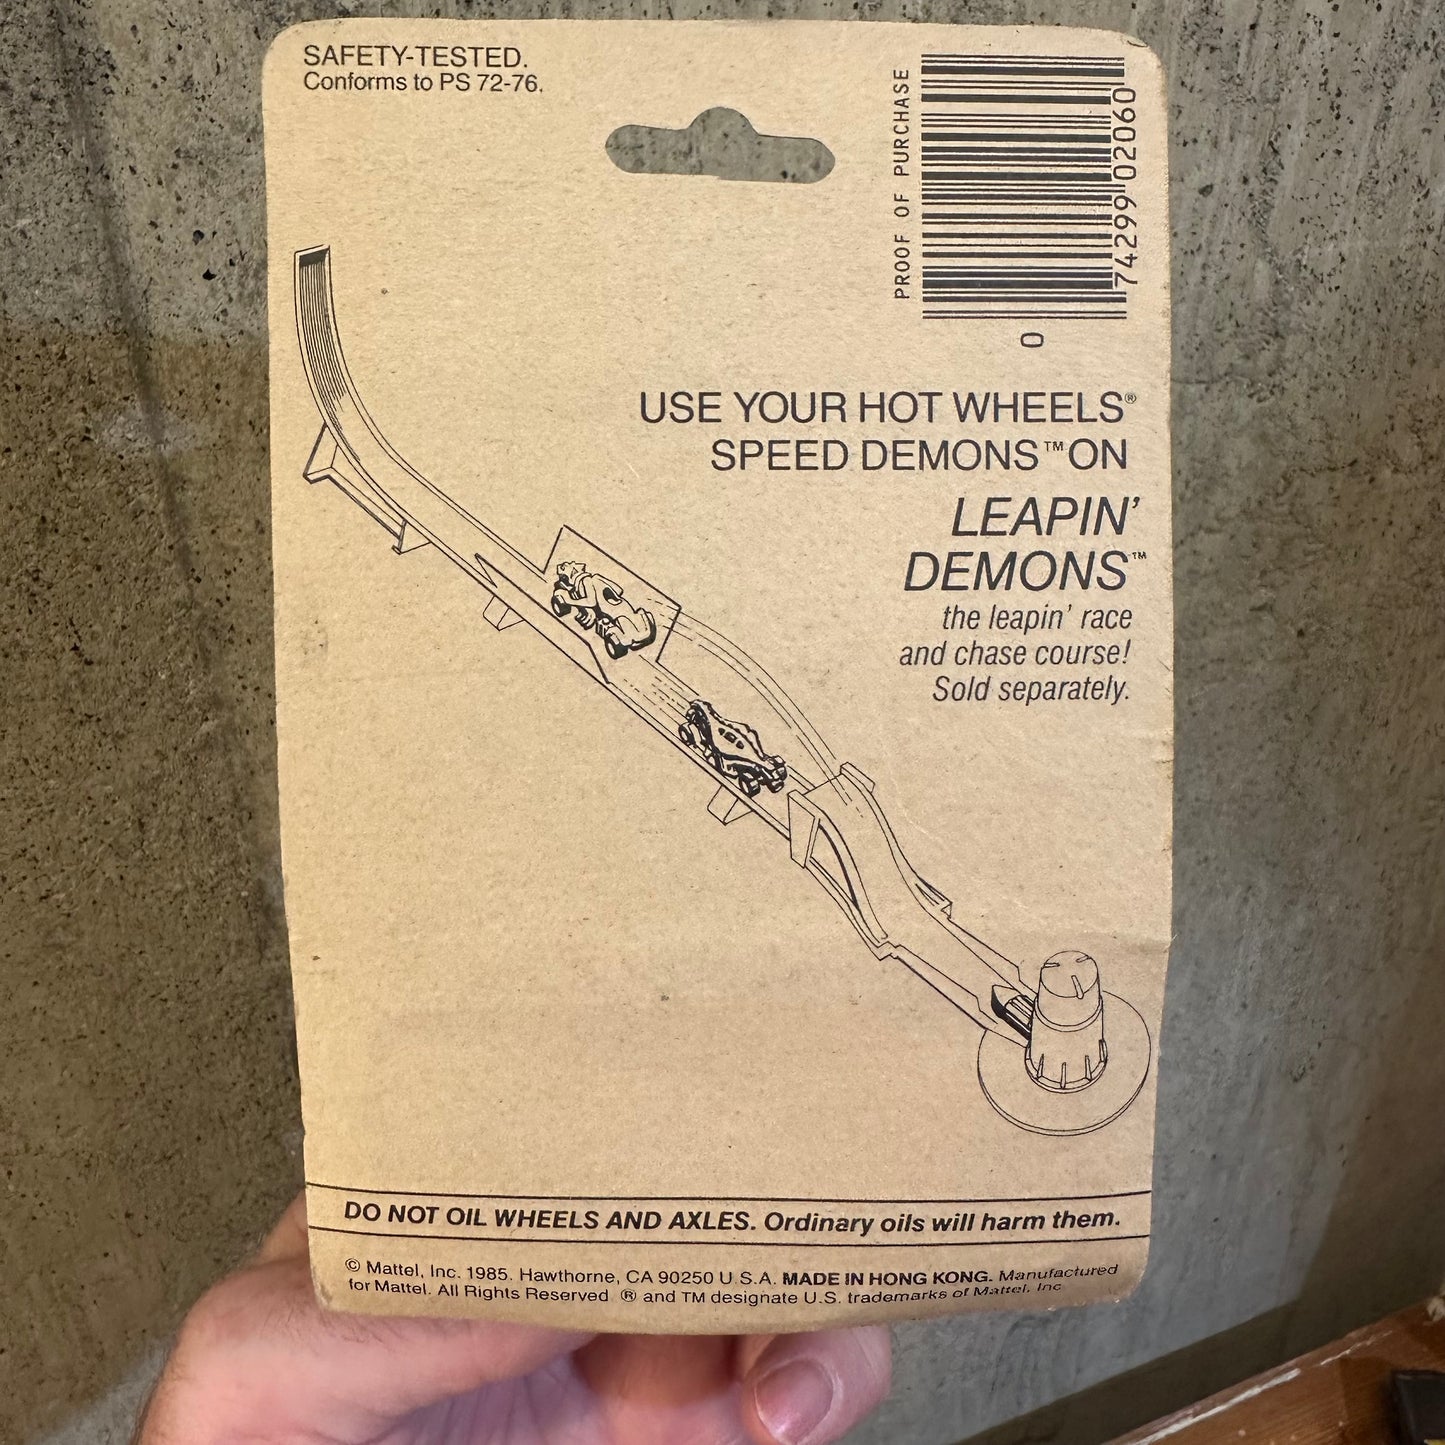 SAFETY-TESTED.
Conforms to PS 72-76.
PROOF OF PURCHASE
74299 02060
0
USE YOUR HOT WHEELS®
SPEED DEMONS™ ON
LEAPIN'
DEMONS™
the leapin' race
and chase course!
Sold separately.
DO NOT OIL WHEELS AND AXLES. Ordinary oils will harm them.
© Mattel, Inc. 1985. Hawthorne, CA 90250 U.S.A. MADE IN HONG KONG. Manufactured
for Mattel. All Rights Reserved. ® and TM designate U.S. trademarks of Mattel, Inc.